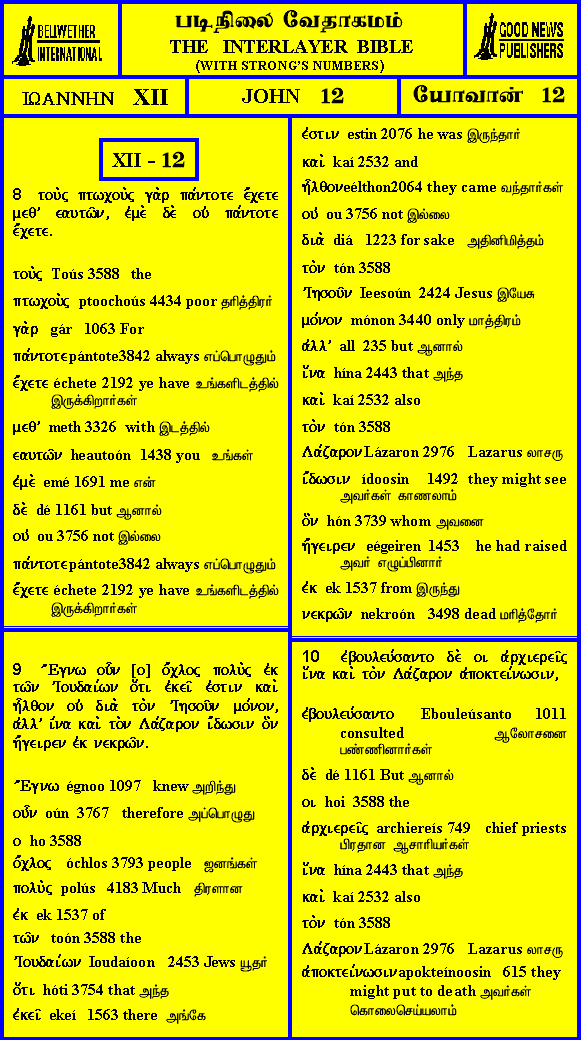 BELLWETHER
INTERNATIONAL
படிநிலை வேதாகமம்
THE INTERLAYER BIBLE
(WITH STRONG'S NUMBERS)
GOOD NEWS
PUBLISHERS
ΙΩΑΝΝΗΝ XII
JOHN 12
யோவான் 12
XII - 12
8 τοὺς πτωχοὺς γὰρ πάντοτε ἔχετε
μεθ’ εαυτῶν, ἐμὲ δὲ οὐ πάντοτε
ἔχετε.
τοὺς Toús 3588 the
πτωχοὺς ptoochoús 4434 poor தரித்திரர்
γὰρ gár 1063 For
πάντοτε pántote3842 always எப்பொழுதும்
ἔχετε échete 2192 ye have உங்களிடத்தில்
இருக்கிறார்கள்
μεθ’ meth 3326 with இடத்தில்
εαυτῶν heautoón 1438 you உங்கள்
ἐμὲ emé 1691 me என்
δὲ dé 1161 but ஆனால்
οὐ ou 3756 not இல்லை
πάντοτε pántote3842 always எப்பொழுதும்
ἔχετε échete 2192 ye have உங்களிடத்தில்
இருக்கிறார்கள்
9 Ἔγνω οὖν [ο] ὄχλος πολὺς ἐκ
τῶν Ἰουδαίων ὅτι ἐκεῖ ἐστιν καὶ
ἦλθον οὐ διὰ τὸν Ἰησοῦν μόνον,
ἀλλ’ ἵνα καὶ τὸν Λάζαρον ἴδωσιν ὃν
ἤγειρεν ἐκ νεκρῶν.
Ἔγνω égnoo 1097 knew அறிந்து
οὖν oún 3767 therefore அப்பொழுது
ο ho 3588
ὄχλος óchlos 3793 people ஜனங்கள்
πολὺς polús 4183 Much திரளான
ἐκ ek 1537 of
τῶν toón 3588 the
Ἰουδαίων Ioudaíoon 2453 Jews யூதர்
ὅτι hóti 3754 that அந்த
ἐκεῖ ekeí 1563 there அங்கே
ἐστιν estin 2076 he was இருந்தார்
καὶ kaí 2532 and
ἦλθον eélthon2064 they came வந்தார்கள்
οὐ ou 3756 not இல்லை
διὰ diá 1223 for sake அதினிமித்தம்
τὸν tón 3588
Ἰησοῦν Ieesoún 2424 Jesus இயேசு
μόνον mónon 3440 only மாத்திரம்
ἀλλ’ all 235 but ஆனால்
ἵνα hína 2443 that அந்த
καὶ kaí 2532 also
τὸν tón 3588
Λάζαρον Lázaron 2976 Lazarus லாசரு
ἴδωσιν ídoosin 1492 they might see
அவர்கள் காணலாம்
ὃν hón 3739 whom அவனை
ἤγειρεν eégeiren 1453 he had raised
அவர் எழுப்பினார்
ἐκ ek 1537 from இருந்து
νεκρῶν nekroón 3498 dead மரித்தோர்
10 ἐβουλεύσαντο δὲ οι ἀρχιερεῖς
ἵνα καὶ τὸν Λάζαρον ἀποκτείνωσιν,
ἐβουλεύσαντο Ebouleúsanto 1011
consulted ஆலோசனை
பண்ணினார்கள்
δὲ dé 1161 But ஆனால்
οι hoi 3588 the
ἀρχιερεῖς archiereís 749 chief priests
பிரதான ஆசாரியர்கள்
ἵνα hína 2443 that அந்த
καὶ kaí 2532 also
τὸν tón 3588
Λάζαρον Lázaron 2976 Lazarus லாசரு
ἀποκτείνωσιν apokteínoosin 615 they
might put to death அவர்கள்
கொலைசெய்யலாம்